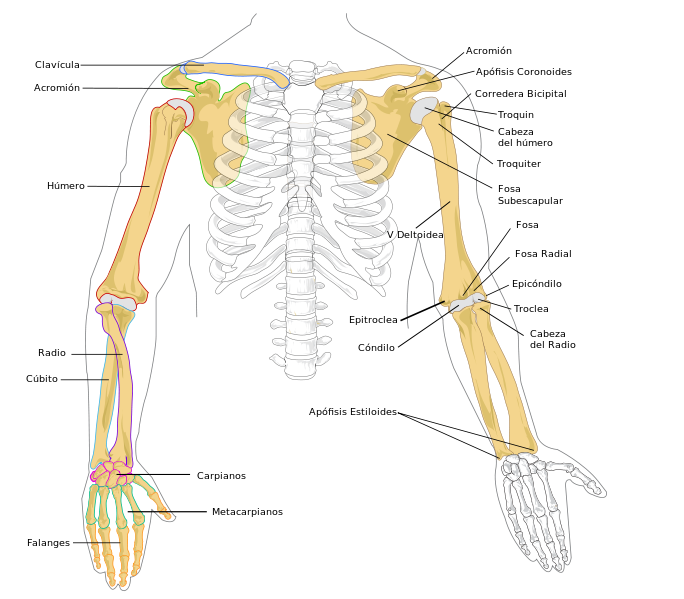 Clavícula
Acromión
Húmero
Radio
Cúbito
Carpianos
Metacarpianos
Falanges
Acromión
Apófisis Coronoides
Corredera Bicipital
Troquin
Cabeza
del húmero
Troquiter
Fosa
Subescapular
V Deltoidea
Fosa
Fosa Radial
Epicóndilo
Troclea
Epitroclea
Cóndilo
Cabeza
del Radio
Apófisis Estiloides